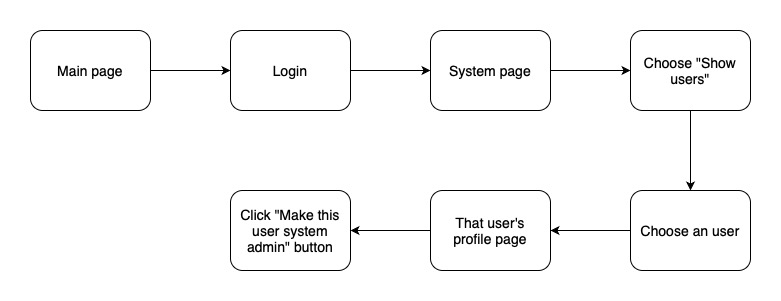 Main page
Login
System page
Choose "Show
users"
Choose an user
That user's
profile page
Click "Make this
user system
admin" button